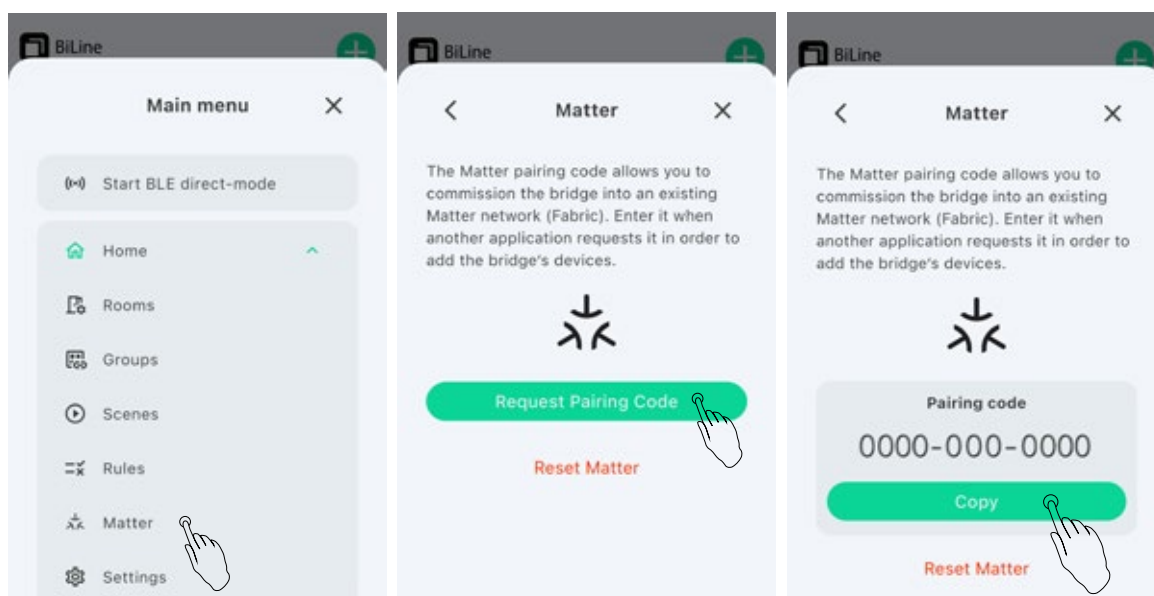 BiLine
Main menu
Start BLE direct-mode
Home
Rooms
Groups
Scenes
Rules
Matter
Settings
BiLine
Matter
The Matter pairing code allows you to
commission the bridge into an existing
Matter network (Fabric). Enter it when
another application requests it in order to
add the bridge's devices.
Request Pairing Code
Reset Matter
BiLine
Matter
The Matter pairing code allows you to
commission the bridge into an existing
Matter network (Fabric). Enter it when
another application requests it in order to
add the bridge's devices.
Pairing code
0000-000-0000
Copy
Reset Matter